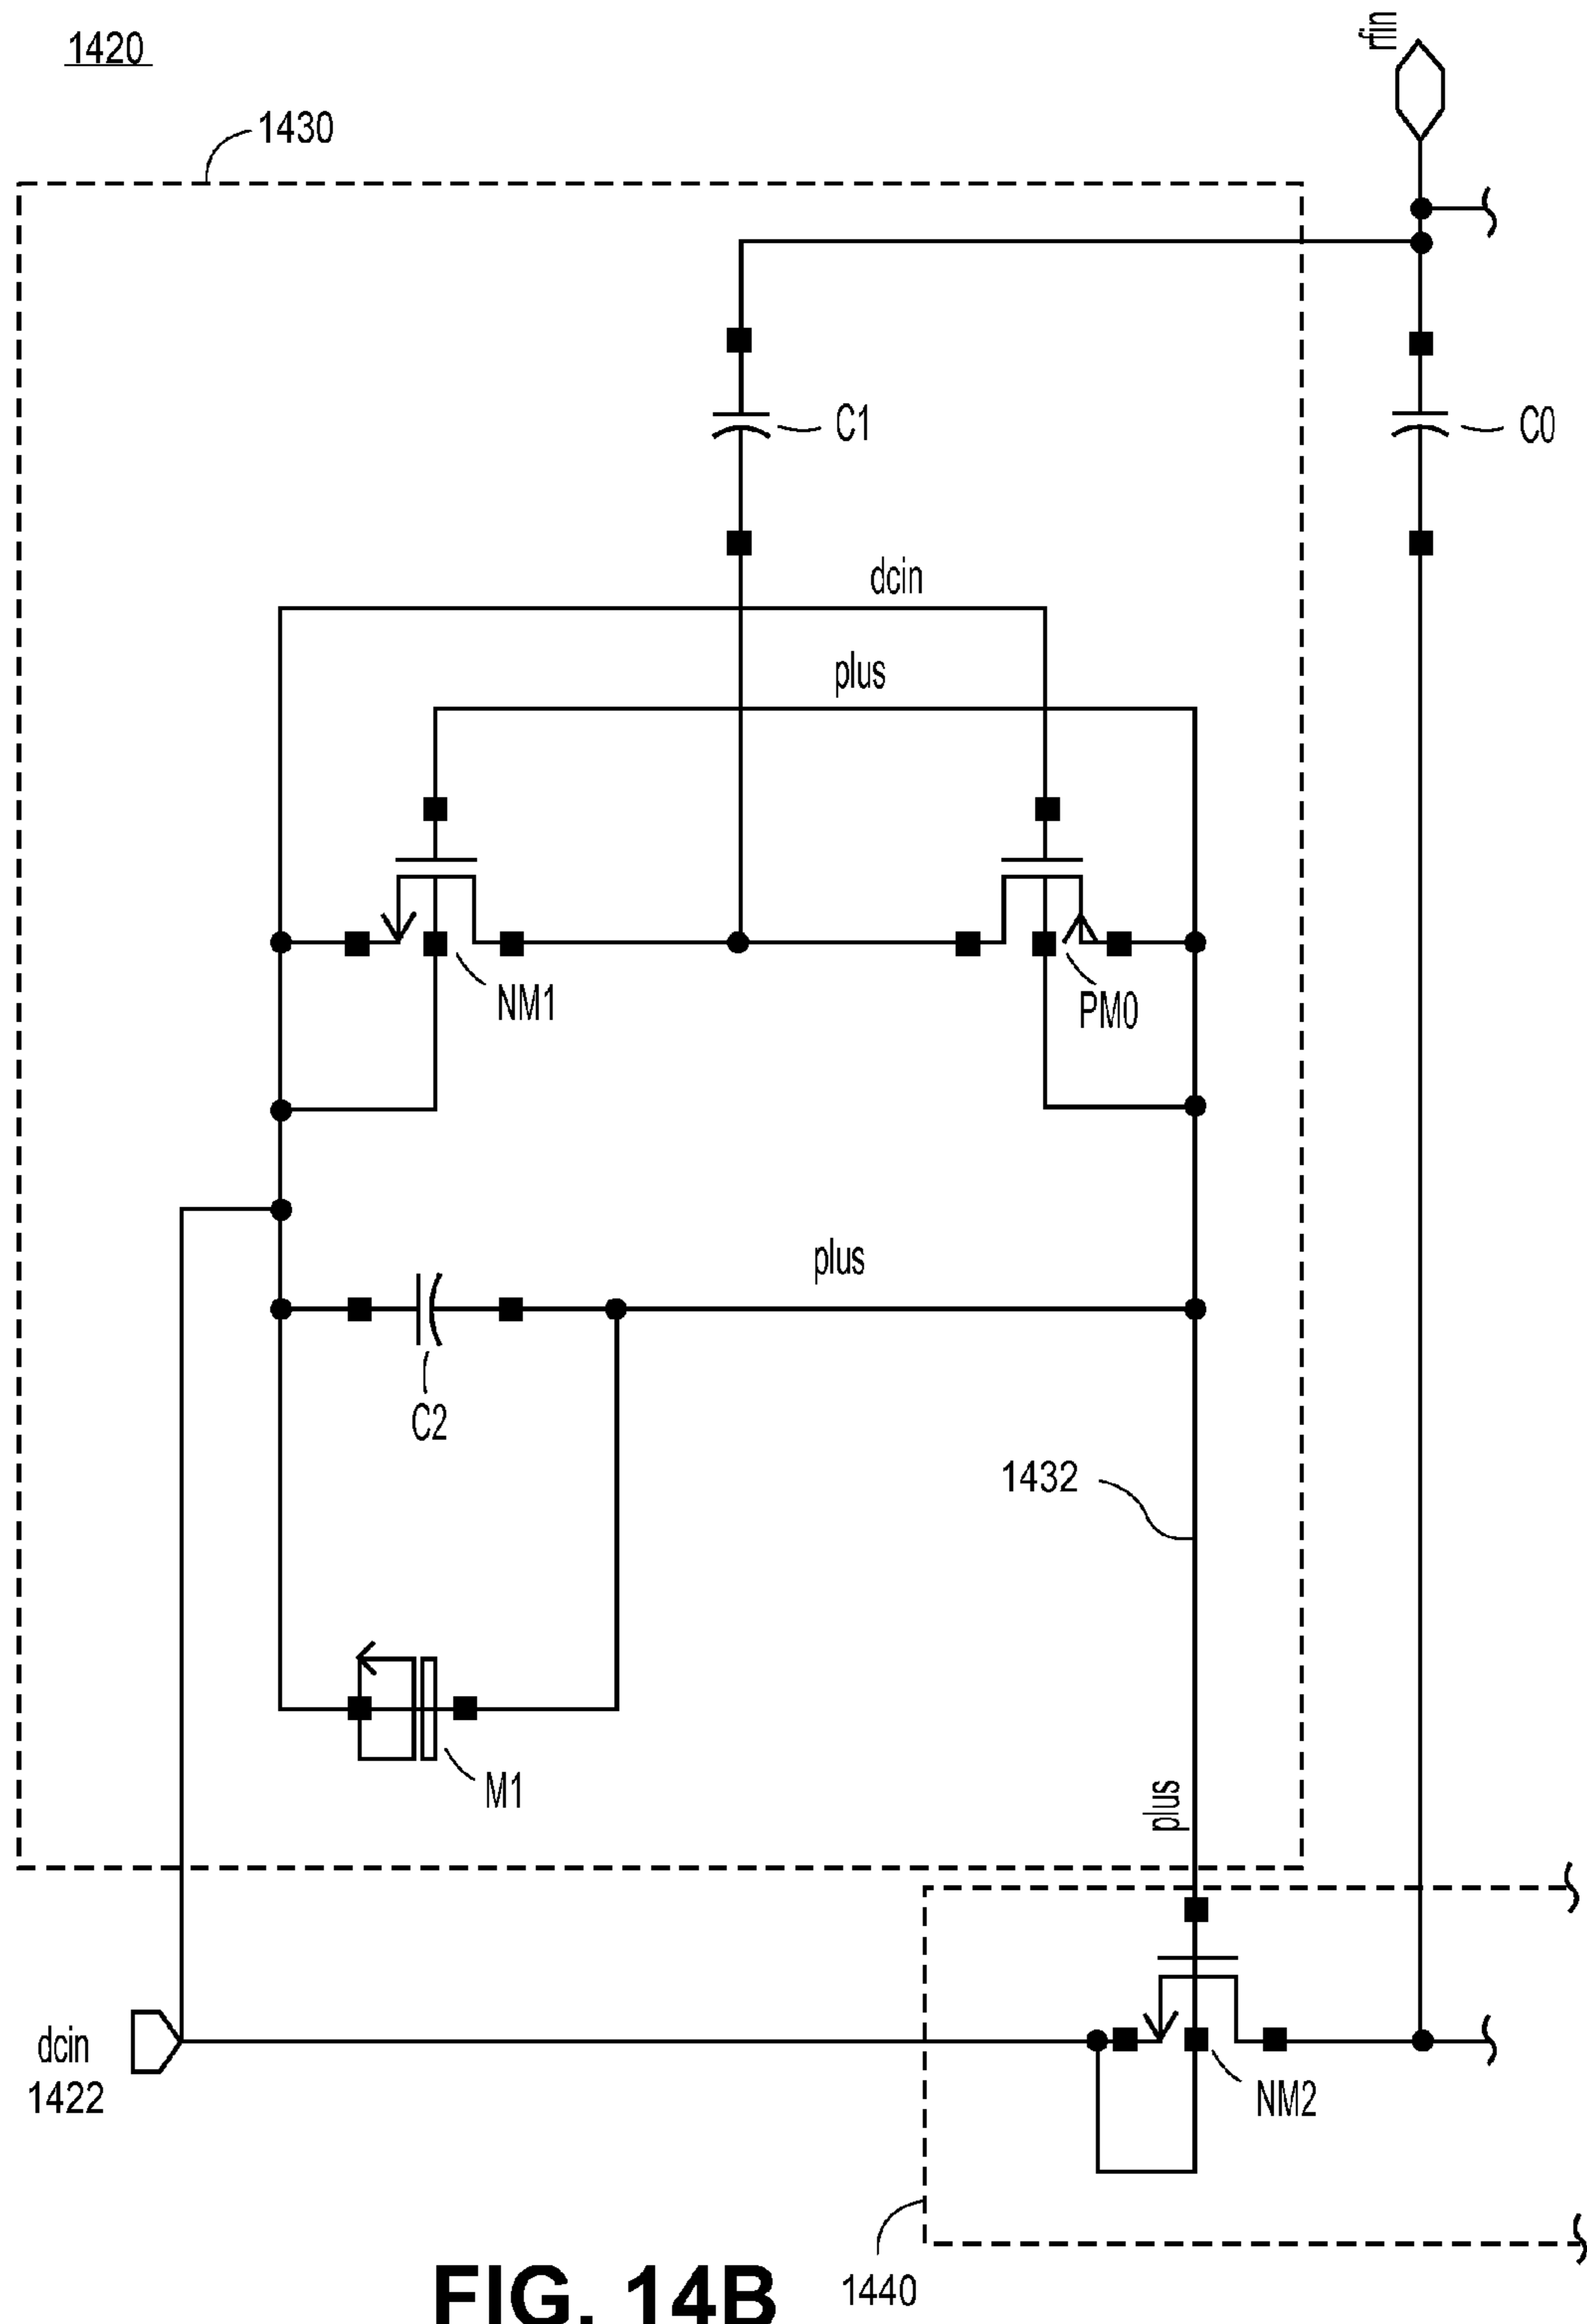 1420
rfin
1430
C1
C0
dcin
plus
NM1
PM0
plus
C2
1432
M1
plus
dcin
1422
NM2
1440
FIG. 14B